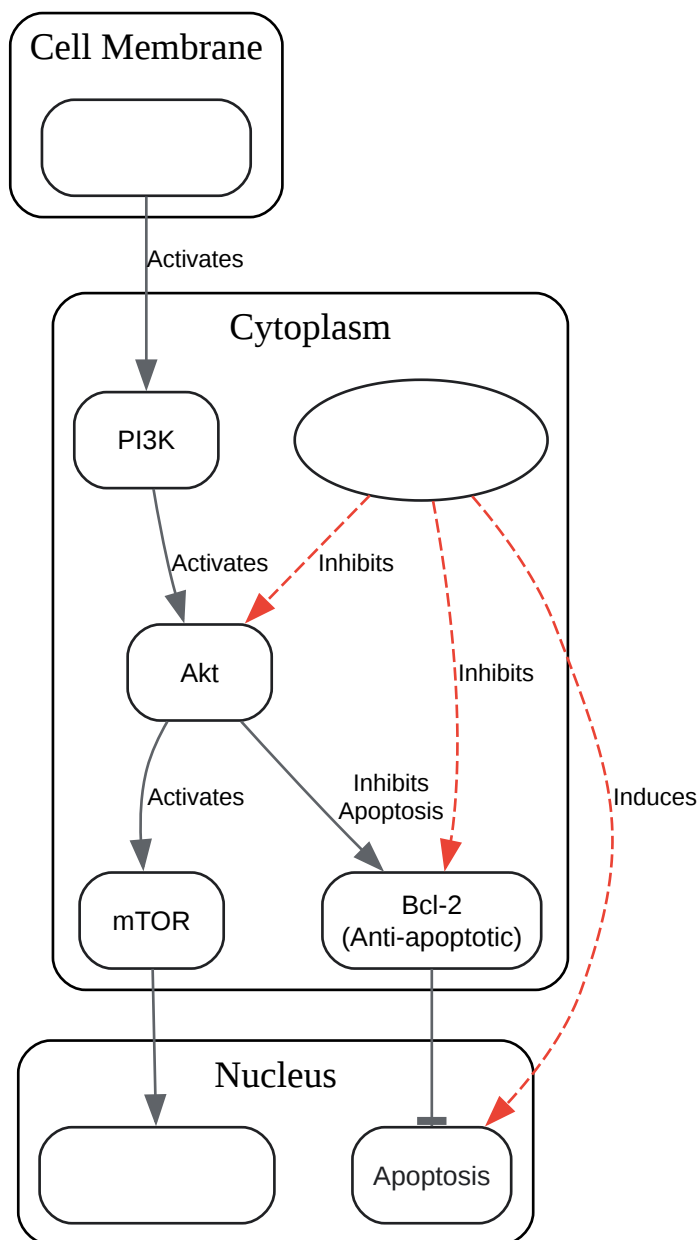 Cell Membrane
Activates
Cytoplasm
PI3K
Activates
Inhibits
Akt
Inhibits
Activates
Inhibits
Apoptosis
Induces
mTOR
Bcl-2
(Anti-apoptotic)
Nucleus
Apoptosis